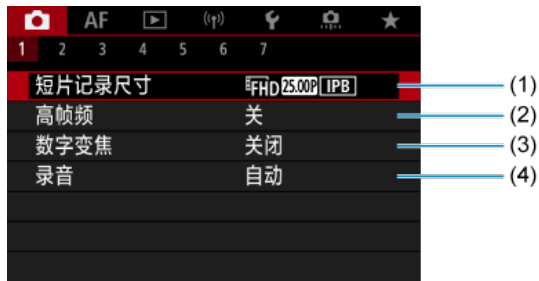 AF
1 2 3 4 5 6 7
短片记录尺寸 FHD 25.00P IPB (1)
高帧频 关 (2)
数字变焦 关闭 (3)
录音 自动 (4)